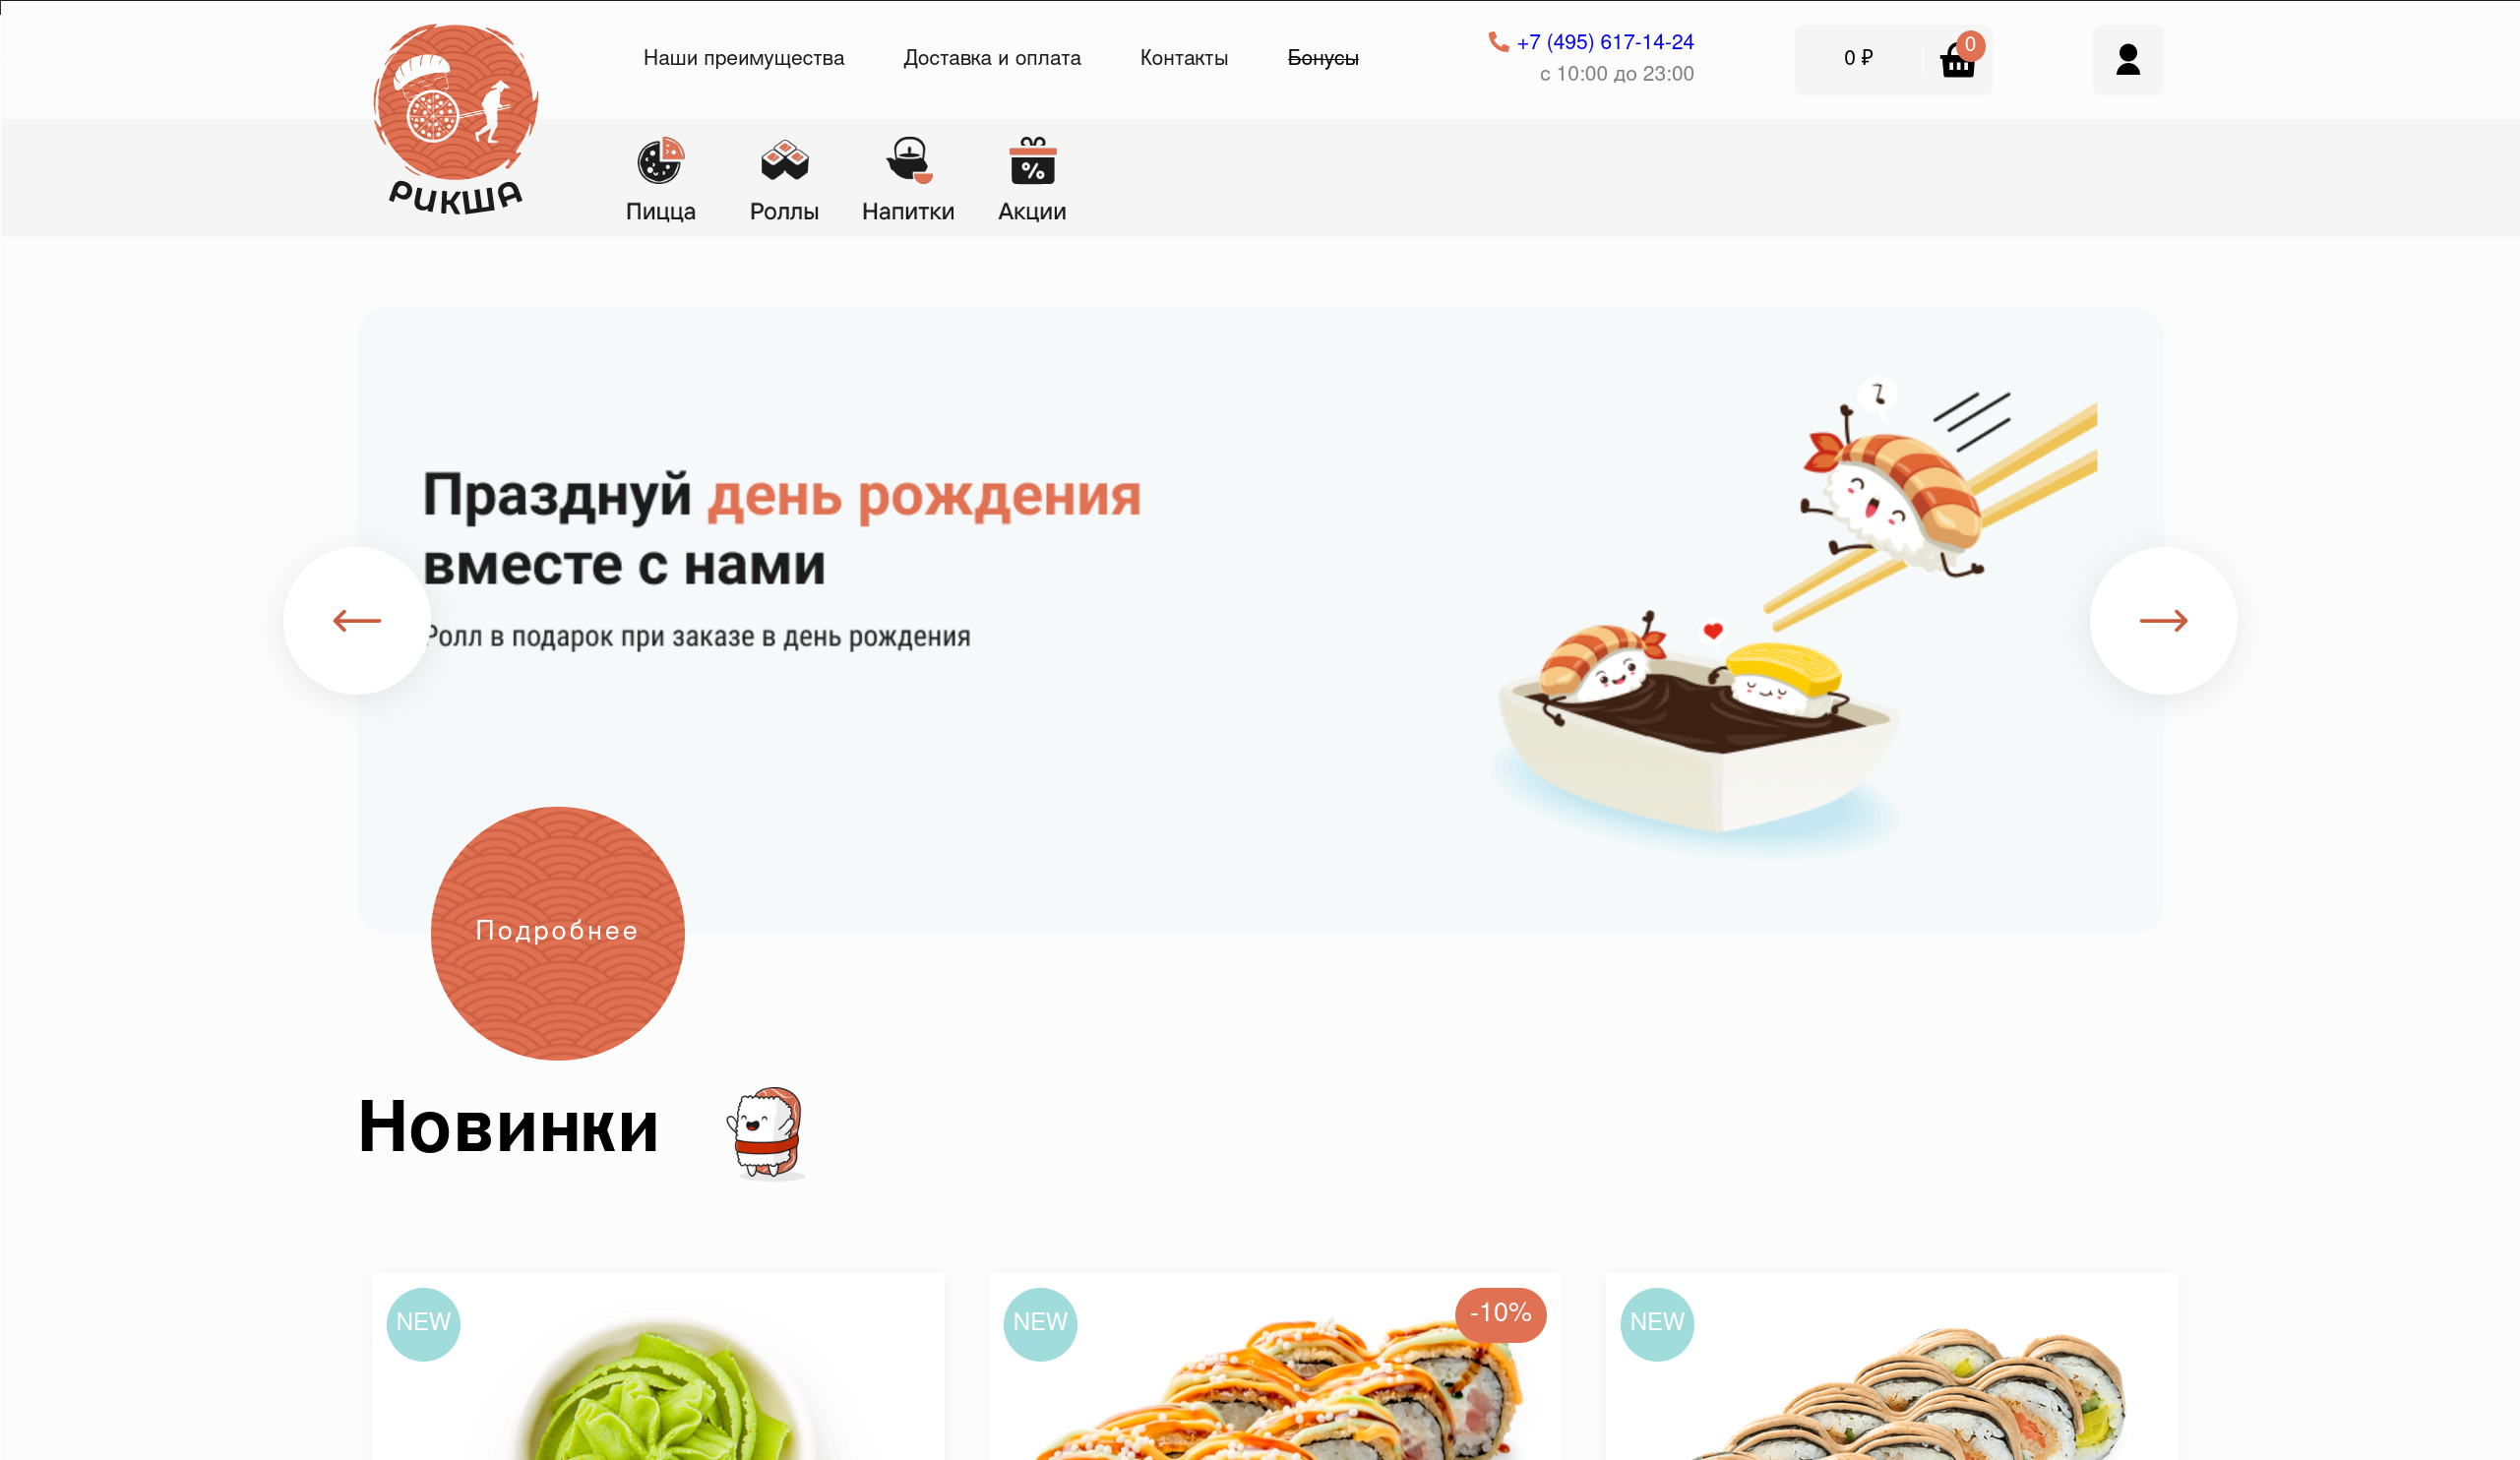 Наши преимущества
Доставка и оплата
Контакты
Бонусы
+7 (495) 617-14-24
с 10:00 до 23:00
0 ₽
0
РИКША
Пицца
Роллы
Напитки
Акции
Празднуй день рождения
вместе с нами
Ролл в подарок при заказе в день рождения
Подробнее
Новинки
NEW
NEW
-10%
NEW